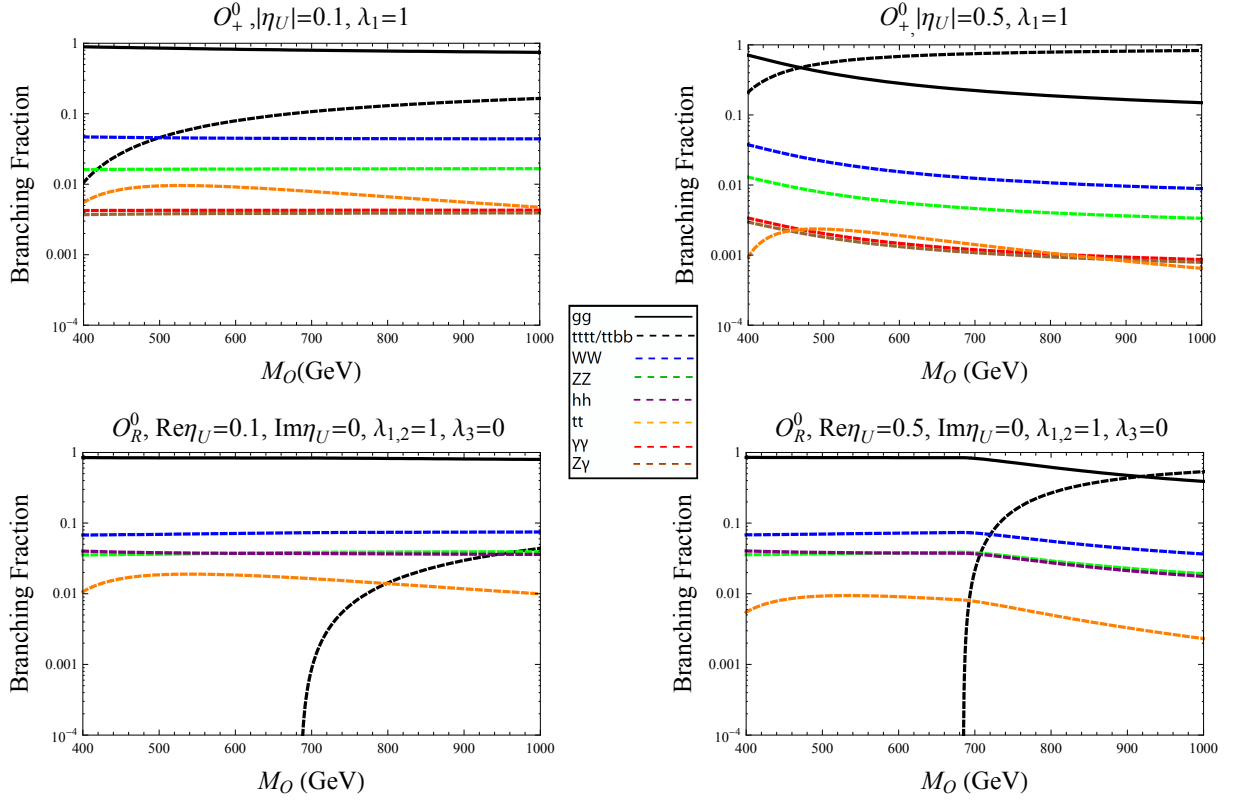 O⁰₊ ,|η_U|=0.1, λ₁=1
1
0.1
0.01
0.001
10⁻⁴
Branching Fraction
400 500 600 700 800 900 1000
M_O(GeV)
O⁰₊,|η_U|=0.5, λ₁=1
1
0.1
0.01
0.001
10⁻⁴
Branching Fraction
400 500 600 700 800 900 1000
M_O (GeV)
gg
tttt/ttbb
WW
ZZ
hh
tt
γγ
Zγ
O⁰_R, Reη_U=0.1, Imη_U=0, λ₁,₂=1, λ₃=0
1
0.1
0.01
0.001
10⁻⁴
Branching Fraction
400 500 600 700 800 900 1000
M_O (GeV)
O⁰_R, Reη_U=0.5, Imη_U=0, λ₁,₂=1, λ₃=0
1
0.1
0.01
0.001
10⁻⁴
Branching Fraction
400 500 600 700 800 900 1000
M_O (GeV)